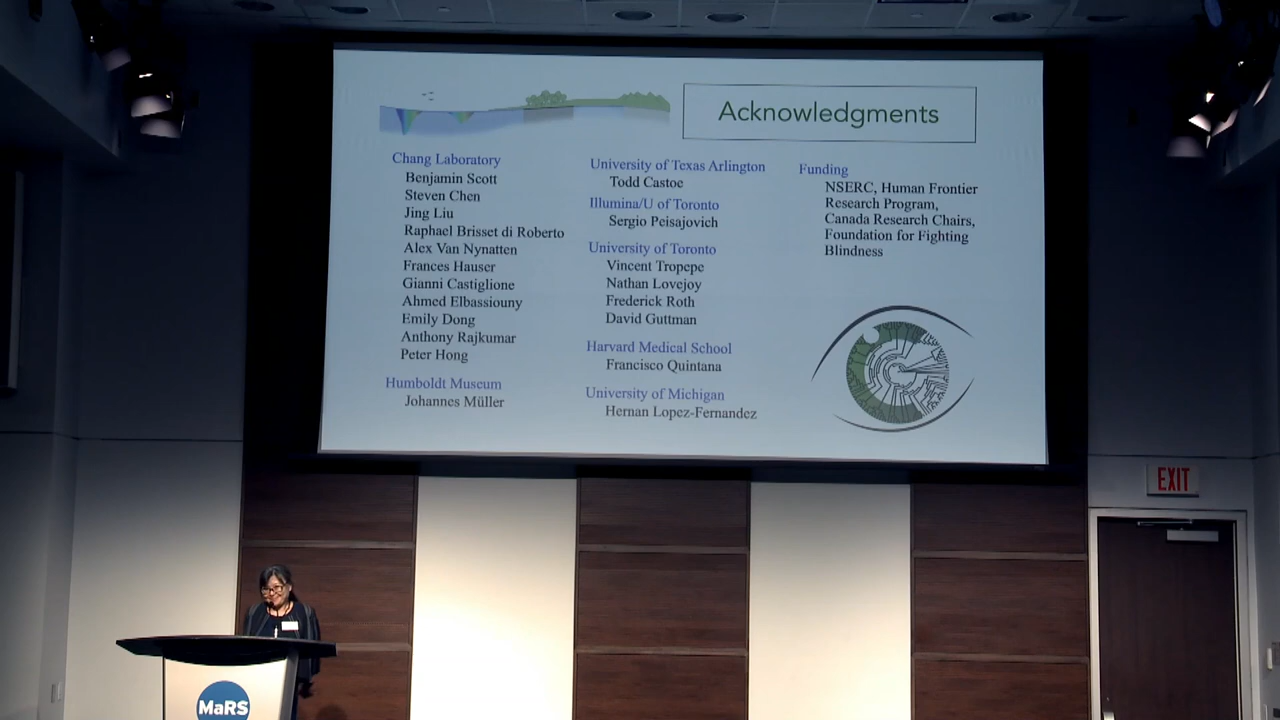 Acknowledgments
Chang Laboratory
Benjamin Scott
Steven Chen
Jing Liu
Raphael Brisset di Roberto
Alex Van Nynatten
Frances Hauser
Gianni Castiglione
Ahmed Elbassiouny
Emily Dong
Anthony Rajkumar
Peter Hong
Humboldt Museum
Johannes Müller
University of Texas Arlington
Todd Castoe
Illumina/U of Toronto
Sergio Peisajovich
University of Toronto
Vincent Tropepe
Nathan Lovejoy
Frederick Roth
David Guttman
Harvard Medical School
Francisco Quintana
University of Michigan
Hernan Lopez-Fernandez
Funding
NSERC, Human Frontier
Research Program,
Canada Research Chairs,
Foundation for Fighting
Blindness
EXIT
MaRS